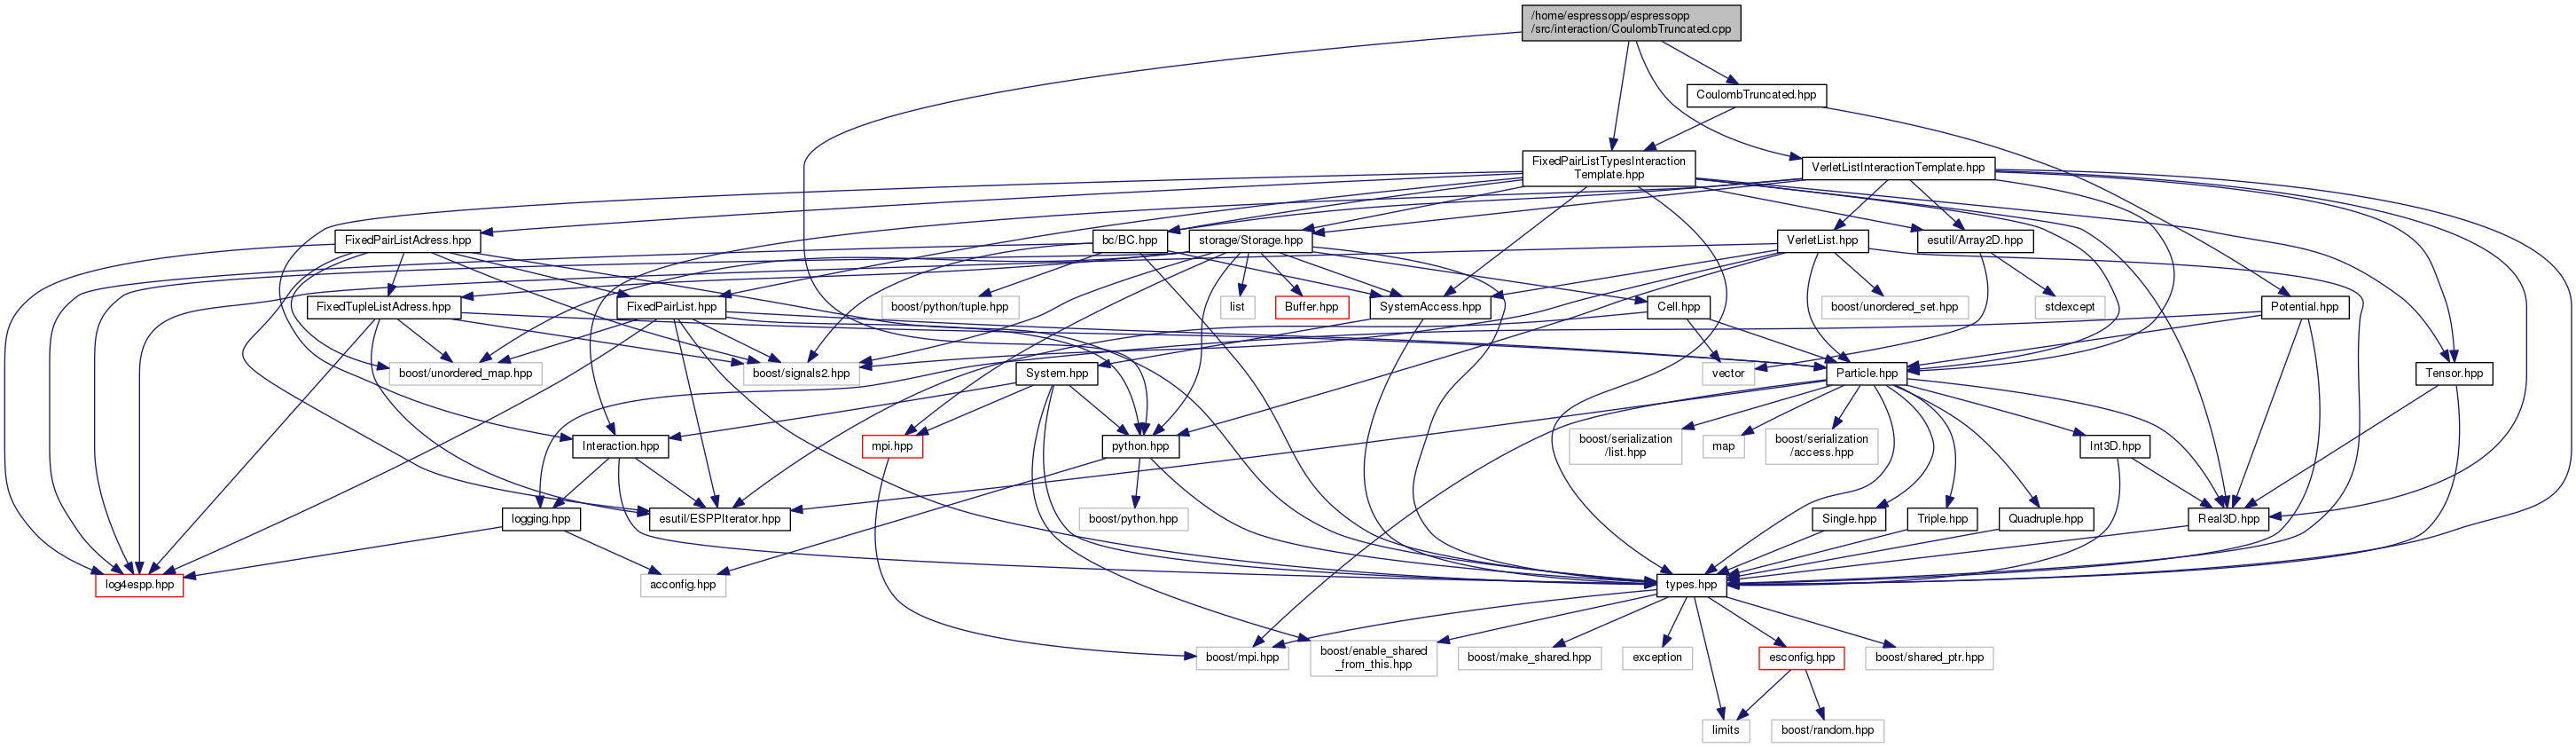 /home/espressopp/espressopp
/src/interaction/CoulombTruncated.cpp
CoulombTruncated.hpp
FixedPairListTypesInteraction
Template.hpp
VerletListInteractionTemplate.hpp
FixedPairListAdress.hpp
bc/BC.hpp
storage/Storage.hpp
VerletList.hpp
esutil/Array2D.hpp
FixedTupleListAdress.hpp
FixedPairList.hpp
boost/python/tuple.hpp
list
Buffer.hpp
SystemAccess.hpp
Cell.hpp
boost/unordered_set.hpp
stdexcept
Potential.hpp
boost/unordered_map.hpp
boost/signals2.hpp
System.hpp
vector
Particle.hpp
Tensor.hpp
Interaction.hpp
mpi.hpp
python.hpp
boost/serialization
/list.hpp
map
boost/serialization
/access.hpp
Int3D.hpp
logging.hpp
esutil/ESPPIterator.hpp
boost/python.hpp
Single.hpp
Triple.hpp
Quadruple.hpp
Real3D.hpp
log4espp.hpp
acconfig.hpp
types.hpp
boost/mpi.hpp
boost/enable_shared
_from_this.hpp
boost/make_shared.hpp
exception
esconfig.hpp
boost/shared_ptr.hpp
limits
boost/random.hpp